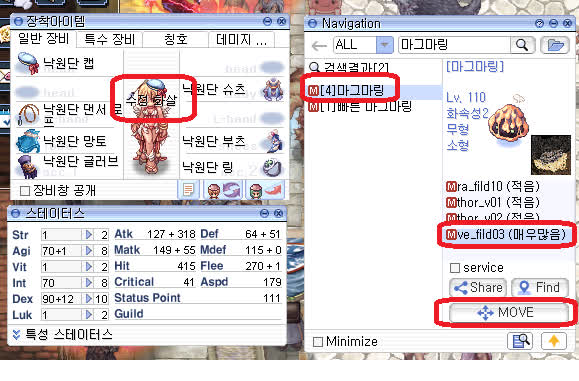 장착아이템
일반 장비 특수 장비 칭호 데미지 ...
낙원단 캡
낙원단 슈츠
수정 화살
낙원단 댄서 로
프
낙원단 망토 낙원단 부츠
낙원단 글러브 낙원단 링
장비창 공개
스테이터스
Str 1 2 Atk 127 + 318 Def 64 + 51
Agi 70+1 8 Matk 149 + 55 Mdef 115 + 0
Vit 1 2 Hit 415 Flee 270 + 1
Int 70 8 Critical 41 Aspd 179
Dex 90+12 10 Status Point 111
Luk 1 2 Guild
특성 스테이터스
Navigation
ALL 마그마링
검색결과[2]
M[4]마그마링
M[1]빠른 마그마링
[마그마링]
Lv. 110
화속성2
무형
소형
Mra_fild10 (적음)
Mthor_v01 (적음)
Mthor_v02 (적음)
Mve_fild03 (매우많음)
service
Share Find
MOVE
Minimize